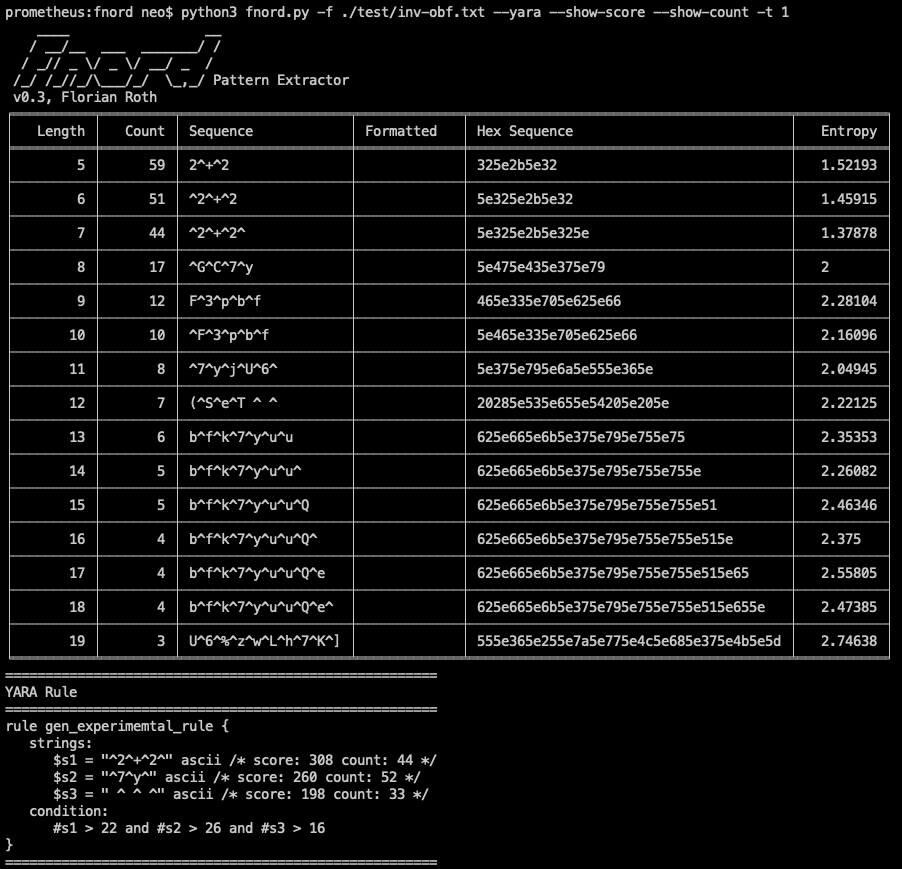 prometheus:fnord neo$ python3 fnord.py -f ./test/inv-obf.txt --yara --show-score --show-count -t 1
Fnord Pattern Extractor
v0.3, Florian Roth
Length Count Sequence Formatted Hex Sequence Entropy
5 59 2^+^2 325e2b5e32 1.52193
6 51 ^2^+^2 5e325e2b5e32 1.45915
7 44 ^2^+^2^ 5e325e2b5e325e 1.37878
8 17 ^G^C^7^y 5e475e435e375e79 2
9 12 F^3^p^b^f 465e335e705e625e66 2.28104
10 10 ^F^3^p^b^f 5e465e335e705e625e66 2.16096
11 8 ^7^y^j^U^6^ 5e375e795e6a5e555e365e 2.04945
12 7 (^S^e^T ^ ^ 20285e535e655e54205e205e 2.22125
13 6 b^f^k^7^y^u^u 625e665e6b5e375e795e755e75 2.35353
14 5 b^f^k^7^y^u^u^ 625e665e6b5e375e795e755e755e 2.26082
15 5 b^f^k^7^y^u^u^Q 625e665e6b5e375e795e755e755e51 2.46346
16 4 b^f^k^7^y^u^u^Q^ 625e665e6b5e375e795e755e755e515e 2.375
17 4 b^f^k^7^y^u^u^Q^e 625e665e6b5e375e795e755e755e515e65 2.55805
18 4 b^f^k^7^y^u^u^Q^e^ 625e665e6b5e375e795e755e755e515e655e 2.47385
19 3 U^6^%^z^w^L^h^7^K^] 555e365e255e7a5e775e4c5e685e375e4b5e5d 2.74638
======================================================
YARA Rule
======================================================
rule gen_experimemtal_rule {
strings:
$s1 = "^2^+^2^" ascii /* score: 308 count: 44 */
$s2 = "^7^y^" ascii /* score: 260 count: 52 */
$s3 = " ^ ^ ^" ascii /* score: 198 count: 33 */
condition:
#s1 > 22 and #s2 > 26 and #s3 > 16
}
======================================================